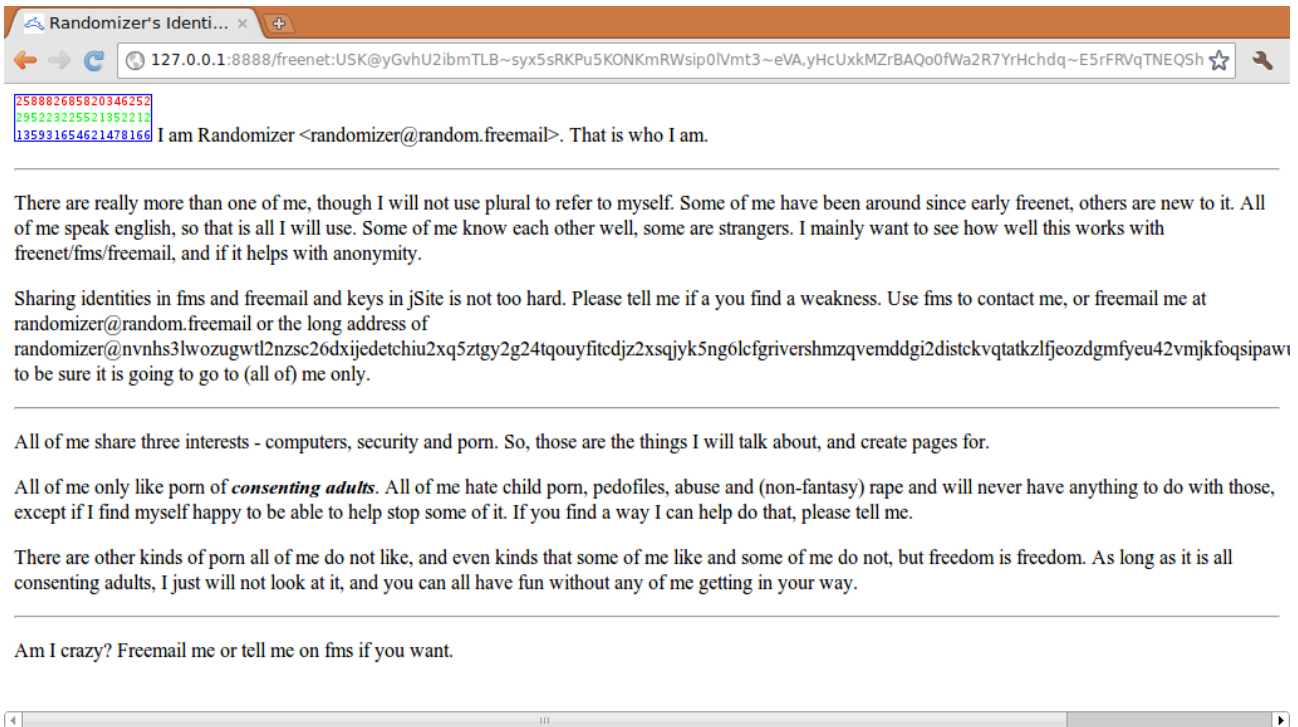 Randomizer's Identi...
127.0.0.1:8888/freenet:USK@yGvhU2ibmTLB~syx5sRKPu5KONKmRWsip0lVmt3~eVA,yHcUxkMZrBAQo0fWa2R7YrHchdq~E5rFRVqTNEQSh
258882685820346252
295223225521352212
135931654621478166 I am Randomizer <randomizer@random.freemail>. That is who I am.
There are really more than one of me, though I will not use plural to refer to myself. Some of me have been around since early freenet, others are new to it. All
of me speak english, so that is all I will use. Some of me know each other well, some are strangers. I mainly want to see how well this works with
freenet/fms/freemail, and if it helps with anonymity.
Sharing identities in fms and freemail and keys in jSite is not too hard. Please tell me if a you find a weakness. Use fms to contact me, or freemail me at
randomizer@random.freemail or the long address of
randomizer@nvnhs3lwozugwtl2nzsc26dxijedetchiu2xq5ztgy2g24tqouyfitcdjz2xsqjyk5ng6lcfgrivershmzqvemddgi2distckvqtatkzlfjeozdgmfyeu42vmjkfoqsipawu
to be sure it is going to go to (all of) me only.
All of me share three interests - computers, security and porn. So, those are the things I will talk about, and create pages for.
All of me only like porn of consenting adults. All of me hate child porn, pedofiles, abuse and (non-fantasy) rape and will never have anything to do with those,
except if I find myself happy to be able to help stop some of it. If you find a way I can help do that, please tell me.
There are other kinds of porn all of me do not like, and even kinds that some of me like and some of me do not, but freedom is freedom. As long as it is all
consenting adults, I just will not look at it, and you can all have fun without any of me getting in your way.
Am I crazy? Freemail me or tell me on fms if you want.